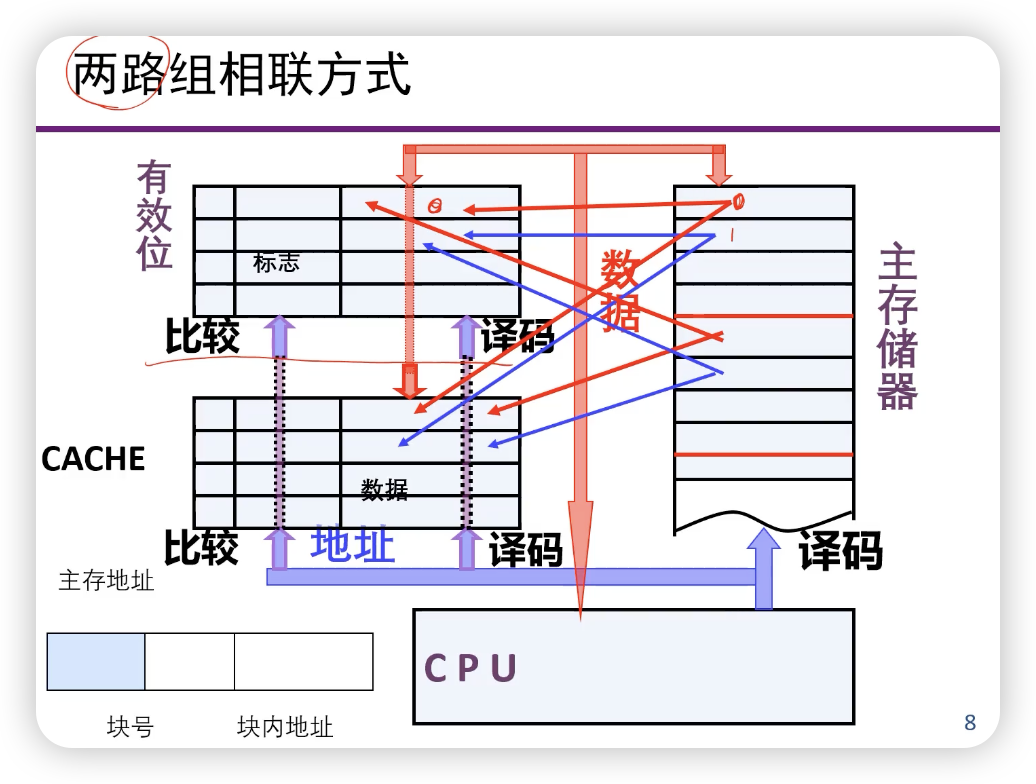 两路组相联方式
有效位
标志
0
0
1
数据
主存储器
比较
译码
CACHE
数据
比较
地址
译码
译码
主存地址
CPU
块号
块内地址
8